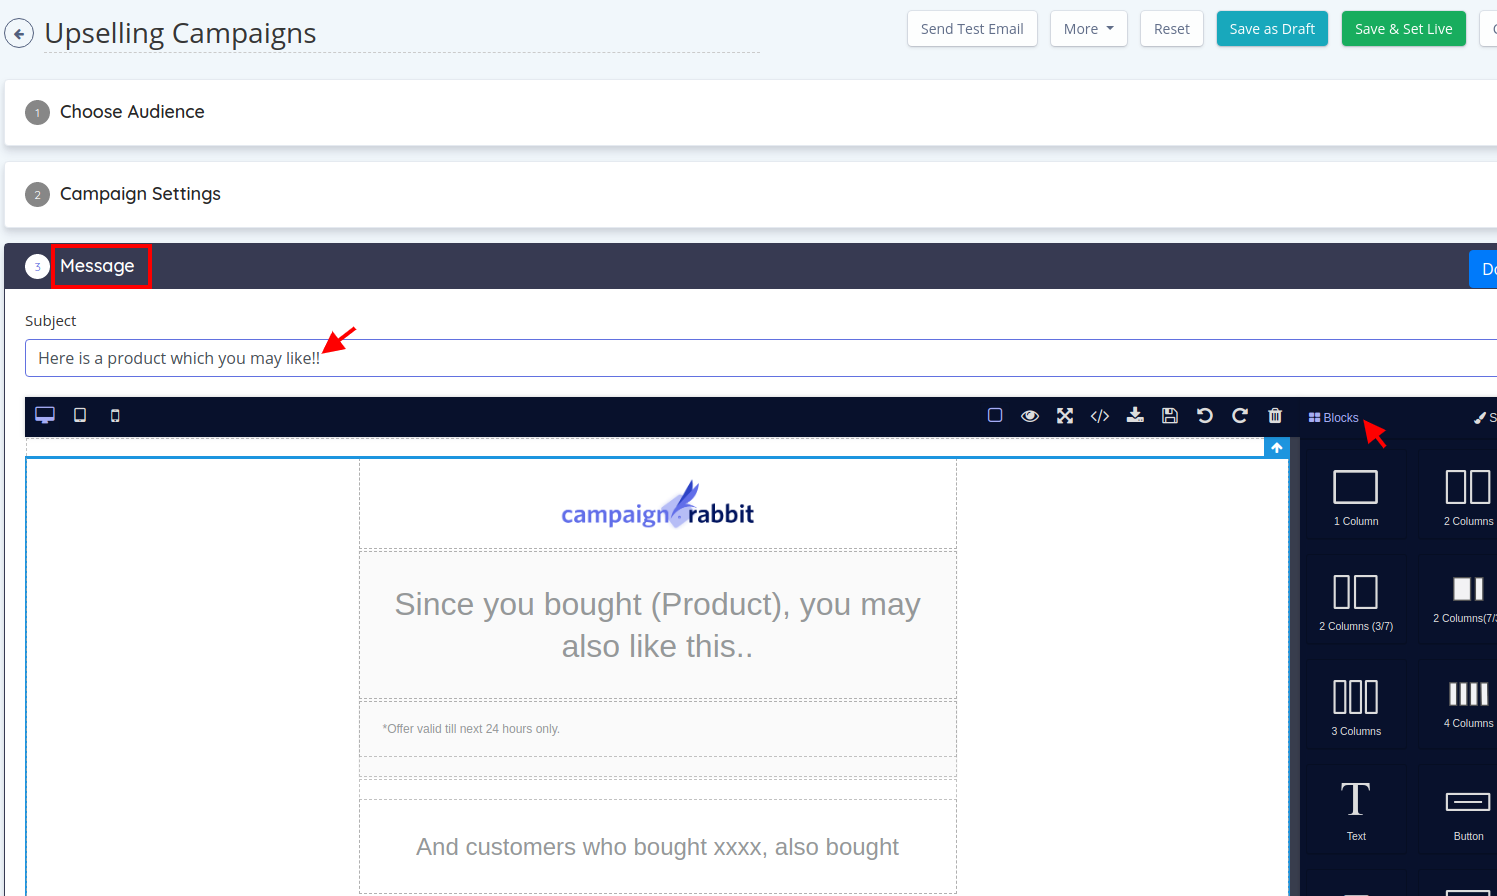 Upselling Campaigns
Send Test Email
More
Reset
Save as Draft
Save & Set Live
1 Choose Audience
2 Campaign Settings
3 Message
Subject
Here is a product which you may like!!
</>
Blocks
campaign rabbit
Since you bought (Product), you may
also like this..
*Offer valid till next 24 hours only.
And customers who bought xxxx, also bought
1 Column
2 Columns
2 Columns (3/7)
2 Columns(7/3
3 Columns
4 Columns
Text
Button